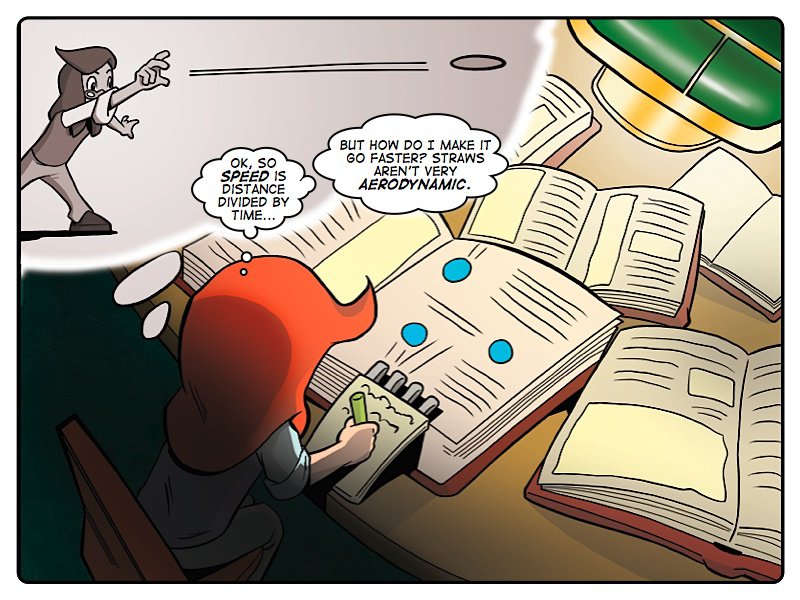 OK, SO
SPEED IS
DISTANCE
DIVIDED BY
TIME...
BUT HOW DO I MAKE IT
GO FASTER? STRAWS
AREN'T VERY
AERODYNAMIC.